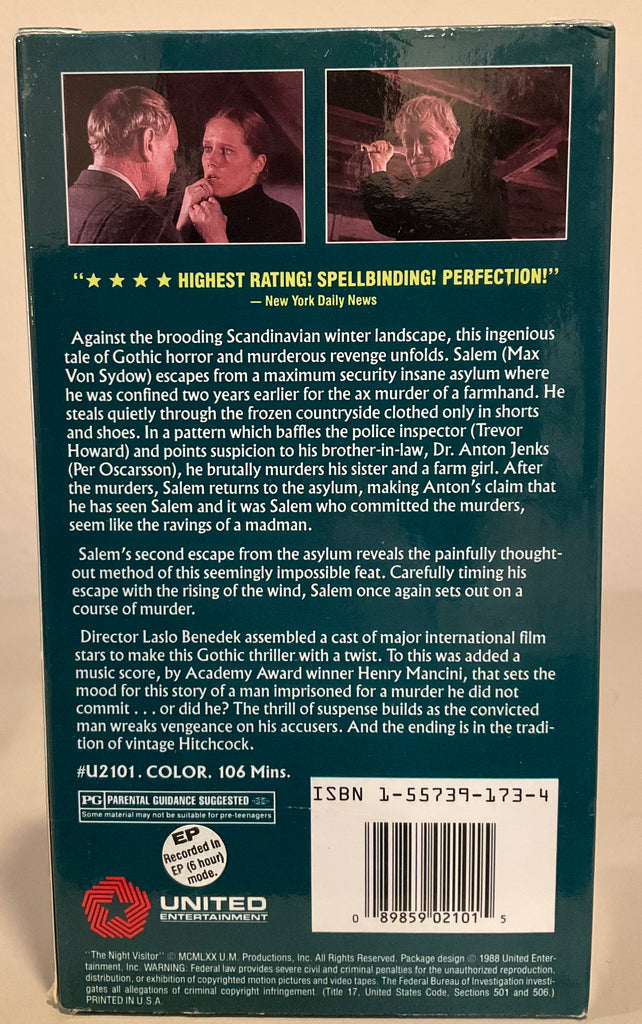 “★ ★ ★ ★ HIGHEST RATING! SPELLBINDING! PERFECTION!”
— New York Daily News
Against the brooding Scandinavian winter landscape, this ingenious
tale of Gothic horror and murderous revenge unfolds. Salem (Max
Von Sydow) escapes from a maximum security insane asylum where
he was confined two years earlier for the ax murder of a farmhand. He
steals quietly through the frozen countryside clothed only in shorts
and shoes. In a pattern which baffles the police inspector (Trevor
Howard) and points suspicion to his brother-in-law, Dr. Anton Jenks
(Per Oscarsson), he brutally murders his sister and a farm girl. After
the murders, Salem returns to the asylum, making Anton's claim that
he has seen Salem and it was Salem who committed the murders,
seem like the ravings of a madman.
Salem's second escape from the asylum reveals the painfully thought-
out method of this seemingly impossible feat. Carefully timing his
escape with the rising of the wind, Salem once again sets out on a
course of murder.
Director Laslo Benedek assembled a cast of major international film
stars to make this Gothic thriller with a twist. To this was added a
music score, by Academy Award winner Henry Mancini, that sets the
mood for this story of a man imprisoned for a murder he did not
commit . . . or did he? The thrill of suspense builds as the convicted
man wreaks vengeance on his accusers. And the ending is in the tradi-
tion of vintage Hitchcock.
#U2101. COLOR. 106 Mins.
PG PARENTAL GUIDANCE SUGGESTED
Some material may not be suitable for pre-teenagers
EP
Recorded in
EP (6 hour)
mode.
UNITED
ENTERTAINMENT
ISBN 1-55739-173-4
0 89859 02101 5
"The Night Visitor" © MCMLXX U.M. Productions, Inc. All Rights Reserved. Package design © 1988 United Enter-
tainment, Inc. WARNING: Federal law provides severe civil and criminal penalties for the unauthorized reproduction,
distribution, or exhibition of copyrighted motion pictures and video tapes. The Federal Bureau of Investigation investi-
gates all allegations of criminal copyright infringement. (Title 17, United States Code, Sections 501 and 506.)
PRINTED IN U.S.A.